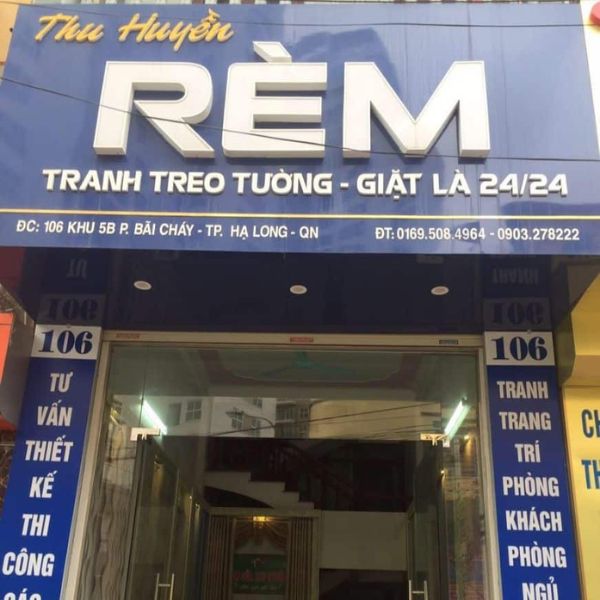 Thu Huyền
RÈM
TRANH TREO TƯỜNG - GIẶT LÀ 24/24
ĐC: 106 KHU 5B P. BÃI CHÁY - TP. HẠ LONG - QN ĐT:0169.508.4964 - 0903.278222
106
TƯ
VẤN
THIẾT
KẾ
THI
CÔNG
CÁC
106
TRANH
TRANG
TRÍ
PHÒNG
KHÁCH
PHÒNG
NGỦ